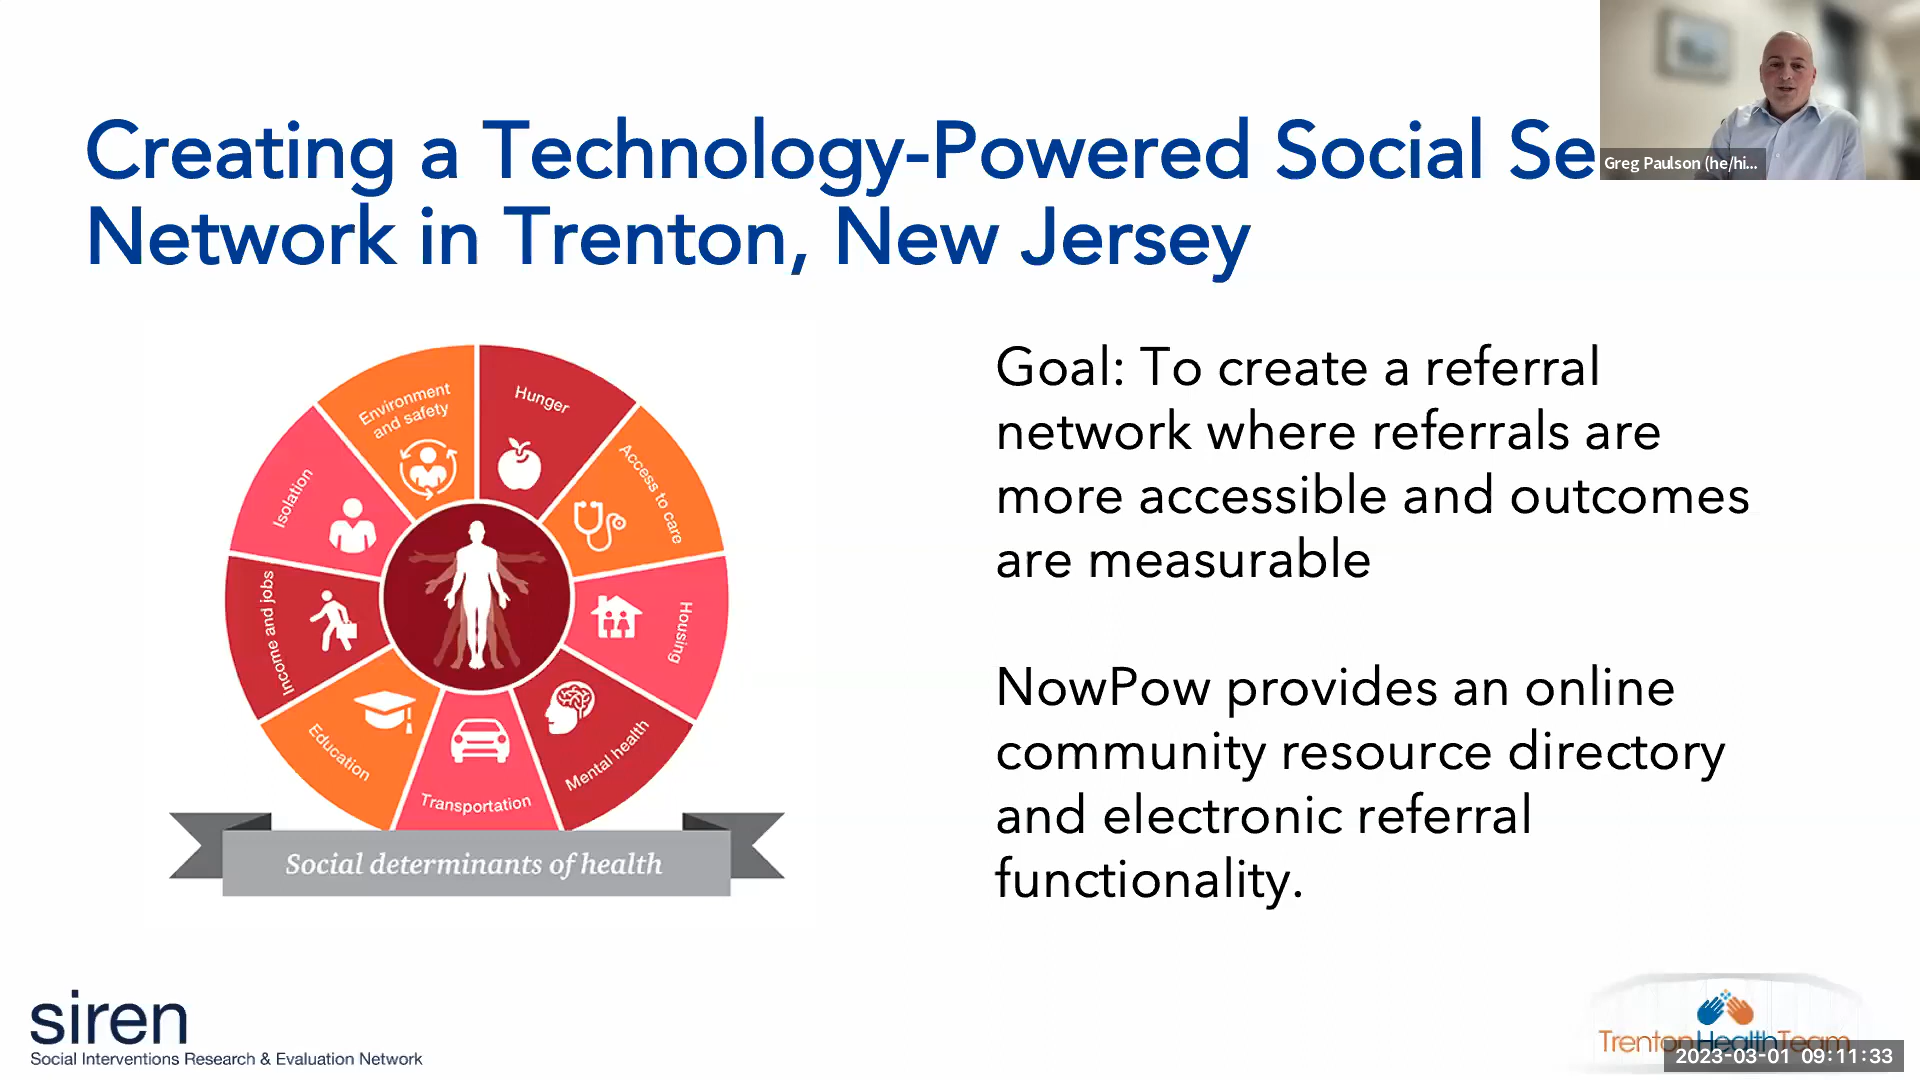 Creating a Technology-Powered Social Se
Network in Trenton, New Jersey
Greg Paulson (he/hi...
Environment
and safety
Hunger
Access to care
Housing
Mental health
Transportation
Education
Income and jobs
Isolation
Social determinants of health
Goal: To create a referral
network where referrals are
more accessible and outcomes
are measurable
NowPow provides an online
community resource directory
and electronic referral
functionality.
siren
Social Interventions Research & Evaluation Network
TrentonHealthTeam
2023-03-01 09:11:33